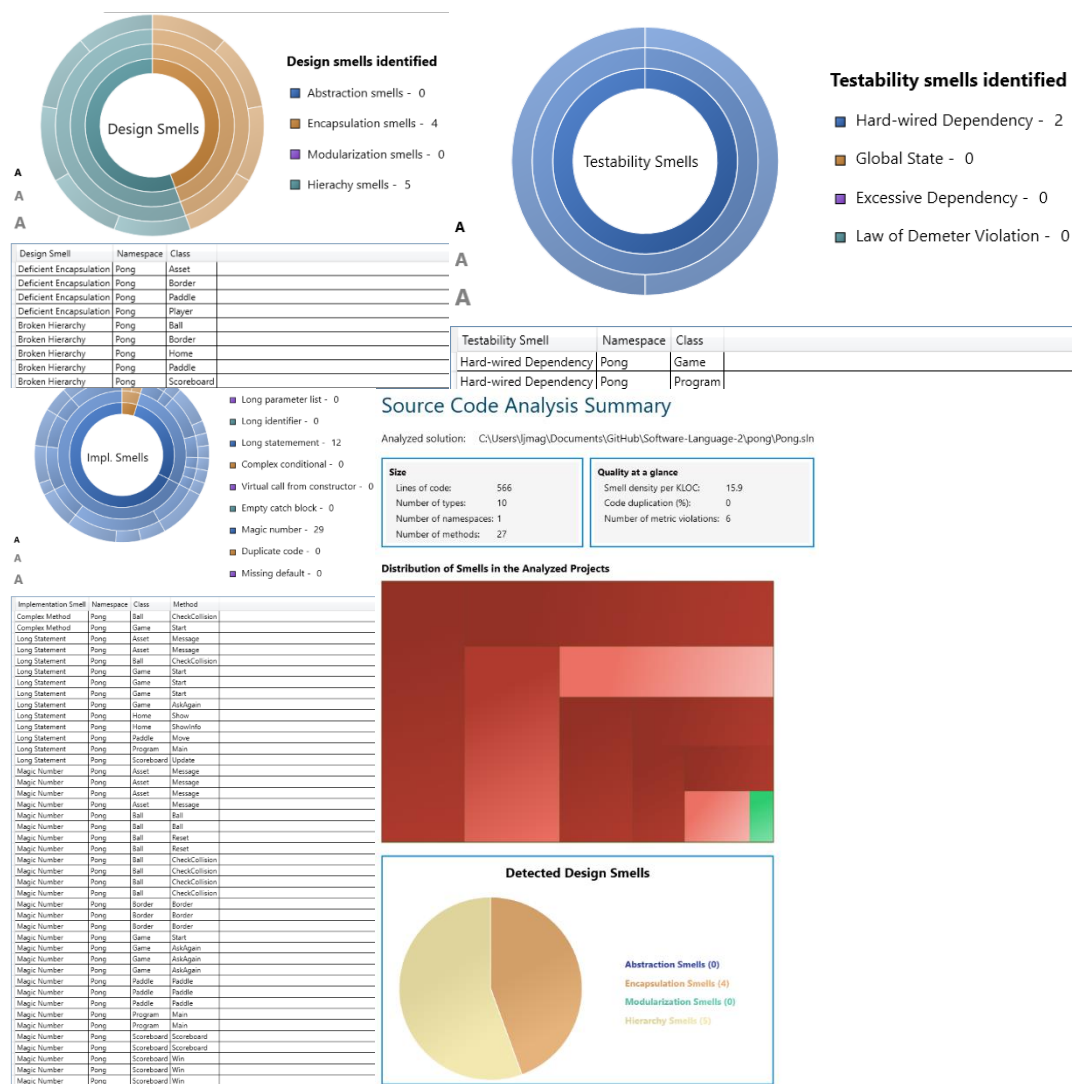 Design Smells
Design smells identified
Abstraction smells - 0
Encapsulation smells - 4
Modularization smells - 0
Hierachy smells - 5
A
A
A
Design Smell Namespace Class
Deficient Encapsulation Pong Asset
Deficient Encapsulation Pong Border
Deficient Encapsulation Pong Paddle
Deficient Encapsulation Pong Player
Broken Hierarchy Pong Ball
Broken Hierarchy Pong Border
Broken Hierarchy Pong Home
Broken Hierarchy Pong Paddle
Broken Hierarchy Pong Scoreboard
Testability Smells
Testability smells identified
Hard-wired Dependency - 2
Global State - 0
Excessive Dependency - 0
Law of Demeter Violation - 0
A
A
A
Testability Smell Namespace Class
Hard-wired Dependency Pong Game
Hard-wired Dependency Pong Program
Impl. Smells
Long parameter list - 0
Long identifier - 0
Long statemement - 12
Complex conditional - 0
Virtual call from constructor - 0
Empty catch block - 0
Magic number - 29
Duplicate code - 0
Missing default - 0
A
A
A
Implementation Smell Namespace Class Method
Complex Method Pong Ball CheckCollision
Complex Method Pong Game Start
Long Statement Pong Asset Message
Long Statement Pong Asset Message
Long Statement Pong Ball CheckCollision
Long Statement Pong Game Start
Long Statement Pong Game Start
Long Statement Pong Game Start
Long Statement Pong Game AskAgain
Long Statement Pong Home Show
Long Statement Pong Home ShowInfo
Long Statement Pong Paddle Move
Long Statement Pong Program Main
Long Statement Pong Scoreboard Update
Magic Number Pong Asset Message
Magic Number Pong Asset Message
Magic Number Pong Asset Message
Magic Number Pong Asset Message
Magic Number Pong Ball Ball
Magic Number Pong Ball Ball
Magic Number Pong Ball Reset
Magic Number Pong Ball Reset
Magic Number Pong Ball CheckCollision
Magic Number Pong Ball CheckCollision
Magic Number Pong Ball CheckCollision
Magic Number Pong Ball CheckCollision
Magic Number Pong Border Border
Magic Number Pong Border Border
Magic Number Pong Border Border
Magic Number Pong Game Start
Magic Number Pong Game AskAgain
Magic Number Pong Game AskAgain
Magic Number Pong Game AskAgain
Magic Number Pong Paddle Paddle
Magic Number Pong Paddle Paddle
Magic Number Pong Paddle Paddle
Magic Number Pong Program Main
Magic Number Pong Program Main
Magic Number Pong Scoreboard Scoreboard
Magic Number Pong Scoreboard Scoreboard
Magic Number Pong Scoreboard Win
Magic Number Pong Scoreboard Win
Magic Number Pong Scoreboard Win
Source Code Analysis Summary
Analyzed solution: C:\Users\ljmag\Documents\GitHub\Software-Language-2\pong\Pong.sln
Size
Lines of code: 566
Number of types: 10
Number of namespaces: 1
Number of methods: 27
Quality at a glance
Smell density per KLOC: 15.9
Code duplication (%): 0
Number of metric violations: 6
Distribution of Smells in the Analyzed Projects
Detected Design Smells
Abstraction Smells (0)
Encapsulation Smells (4)
Modularization Smells (0)
Hierarchy Smells (5)